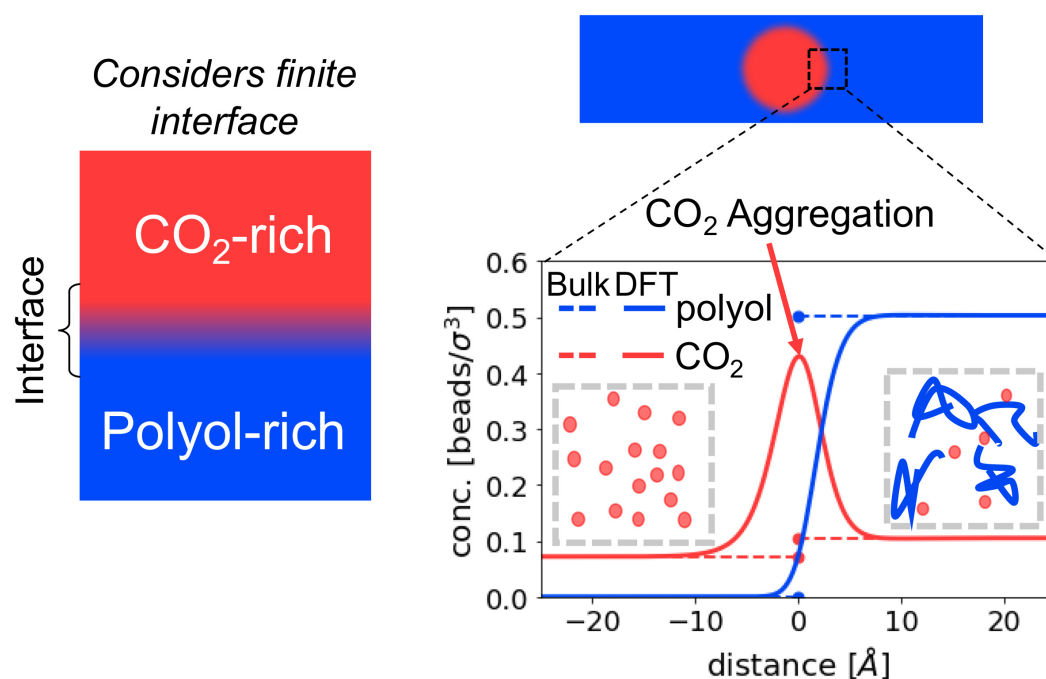 Considers finite
interface
CO₂-rich
Interface
Polyol-rich
CO₂ Aggregation
Bulk DFT
polyol
CO₂
conc. [beads/σ³]
0.6
0.5
0.4
0.3
0.2
0.1
0.0
−20 −10 0 10 20
distance [Å]